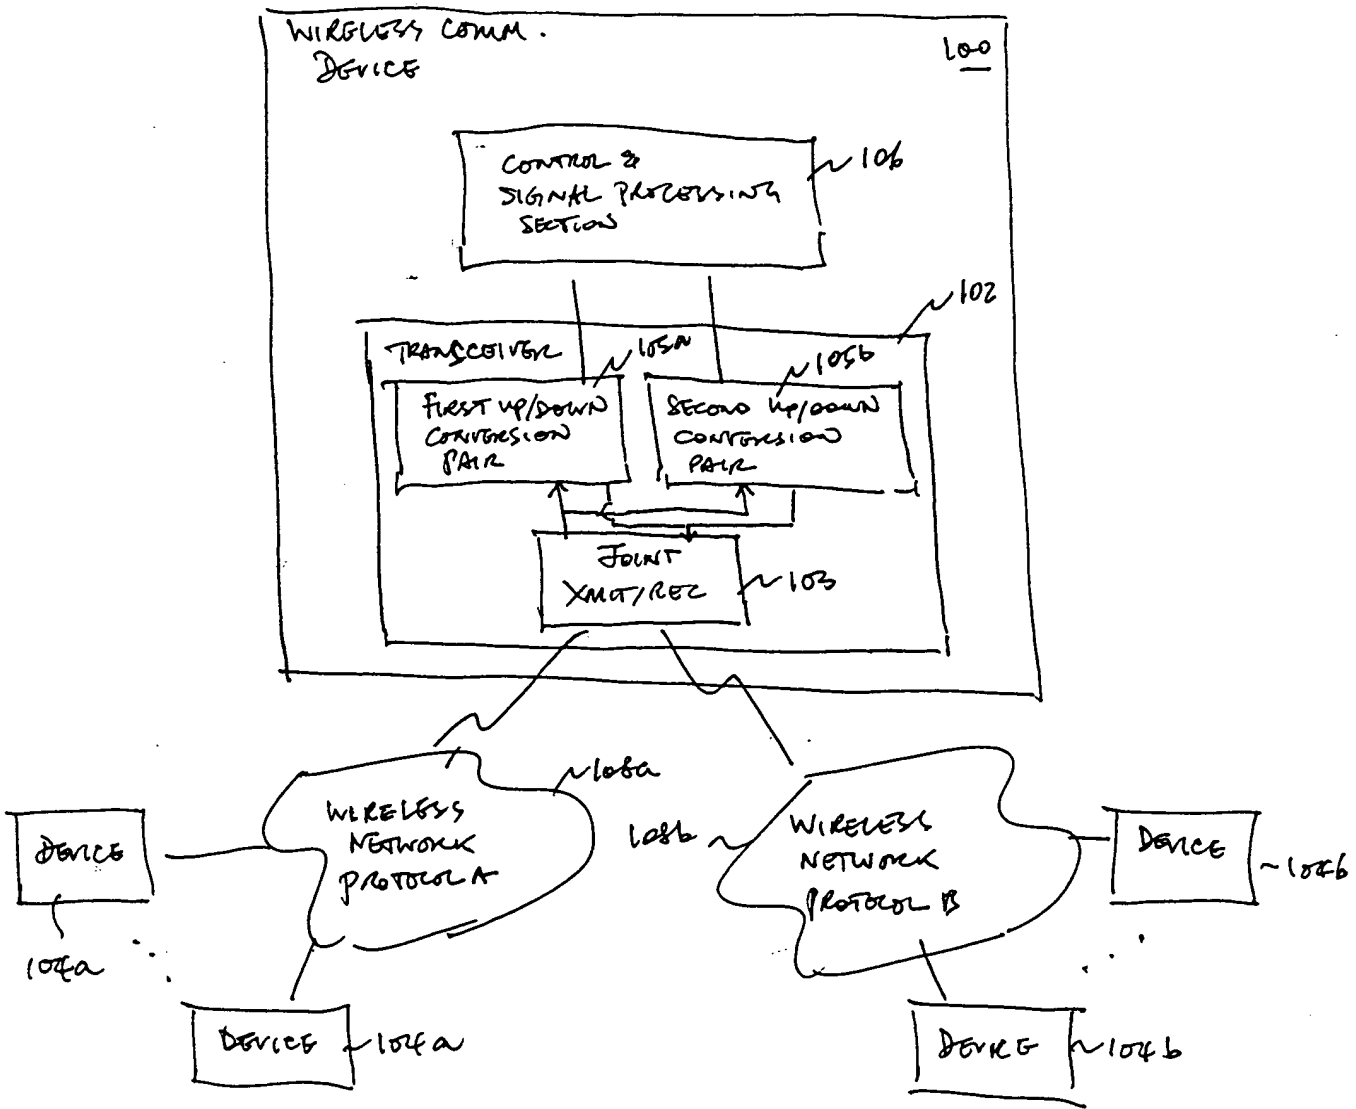 WIRELESS COMM.
DEVICE
100
CONTROL &
SIGNAL PROCESSING
SECTION
106
102
TRANSCEIVER
105a
105b
FIRST UP/DOWN
CONVERSION
PAIR
SECOND UP/DOWN
CONVERSION
PAIR
JOINT
XMIT/REC
103
108a
WIRELESS
NETWORK
PROTOCOL A
108b
WIRELESS
NETWORK
PROTOCOL B
DEVICE
104a
DEVICE
104b
DEVICE
104a
DEVICE
104b